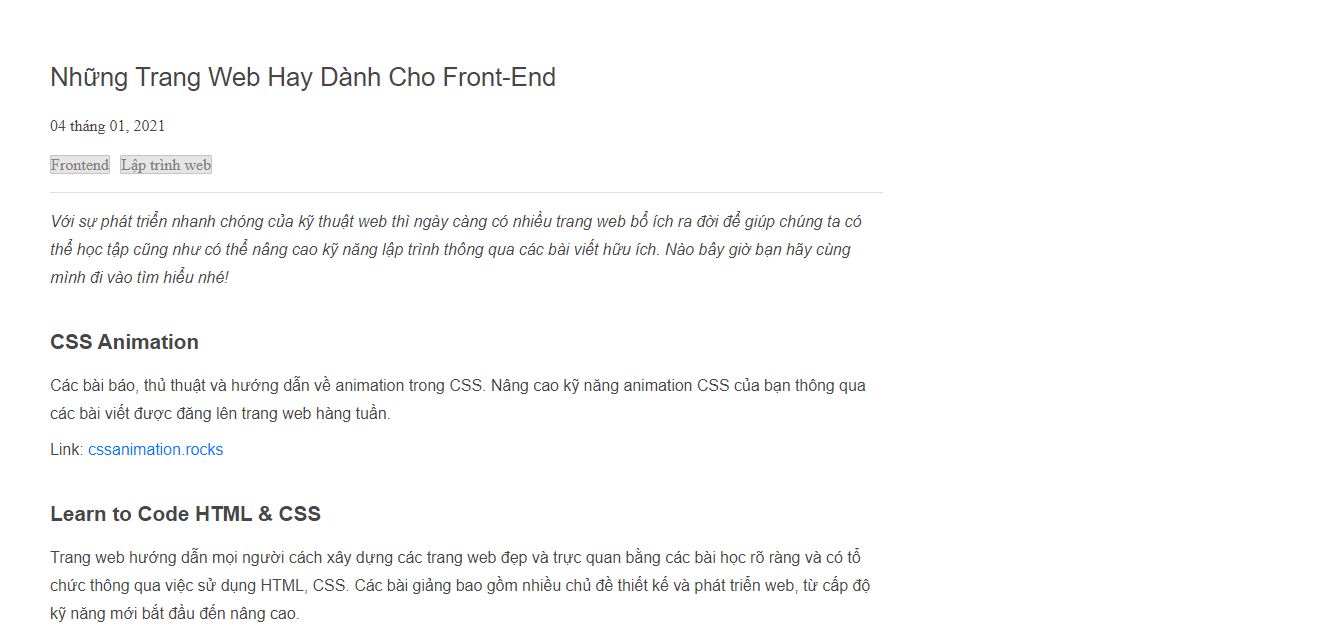 Những Trang Web Hay Dành Cho Front-End
04 tháng 01, 2021
Frontend Lập trình web
Với sự phát triển nhanh chóng của kỹ thuật web thì ngày càng có nhiều trang web bổ ích ra đời để giúp chúng ta có
thể học tập cũng như có thể nâng cao kỹ năng lập trình thông qua các bài viết hữu ích. Nào bây giờ bạn hãy cùng
mình đi vào tìm hiểu nhé!
CSS Animation
Các bài báo, thủ thuật và hướng dẫn về animation trong CSS. Nâng cao kỹ năng animation CSS của bạn thông qua
các bài viết được đăng lên trang web hàng tuần.
Link: cssanimation.rocks
Learn to Code HTML & CSS
Trang web hướng dẫn mọi người cách xây dựng các trang web đẹp và trực quan bằng các bài học rõ ràng và có tổ
chức thông qua việc sử dụng HTML, CSS. Các bài giảng bao gồm nhiều chủ đề thiết kế và phát triển web, từ cấp độ
kỹ năng mới bắt đầu đến nâng cao.